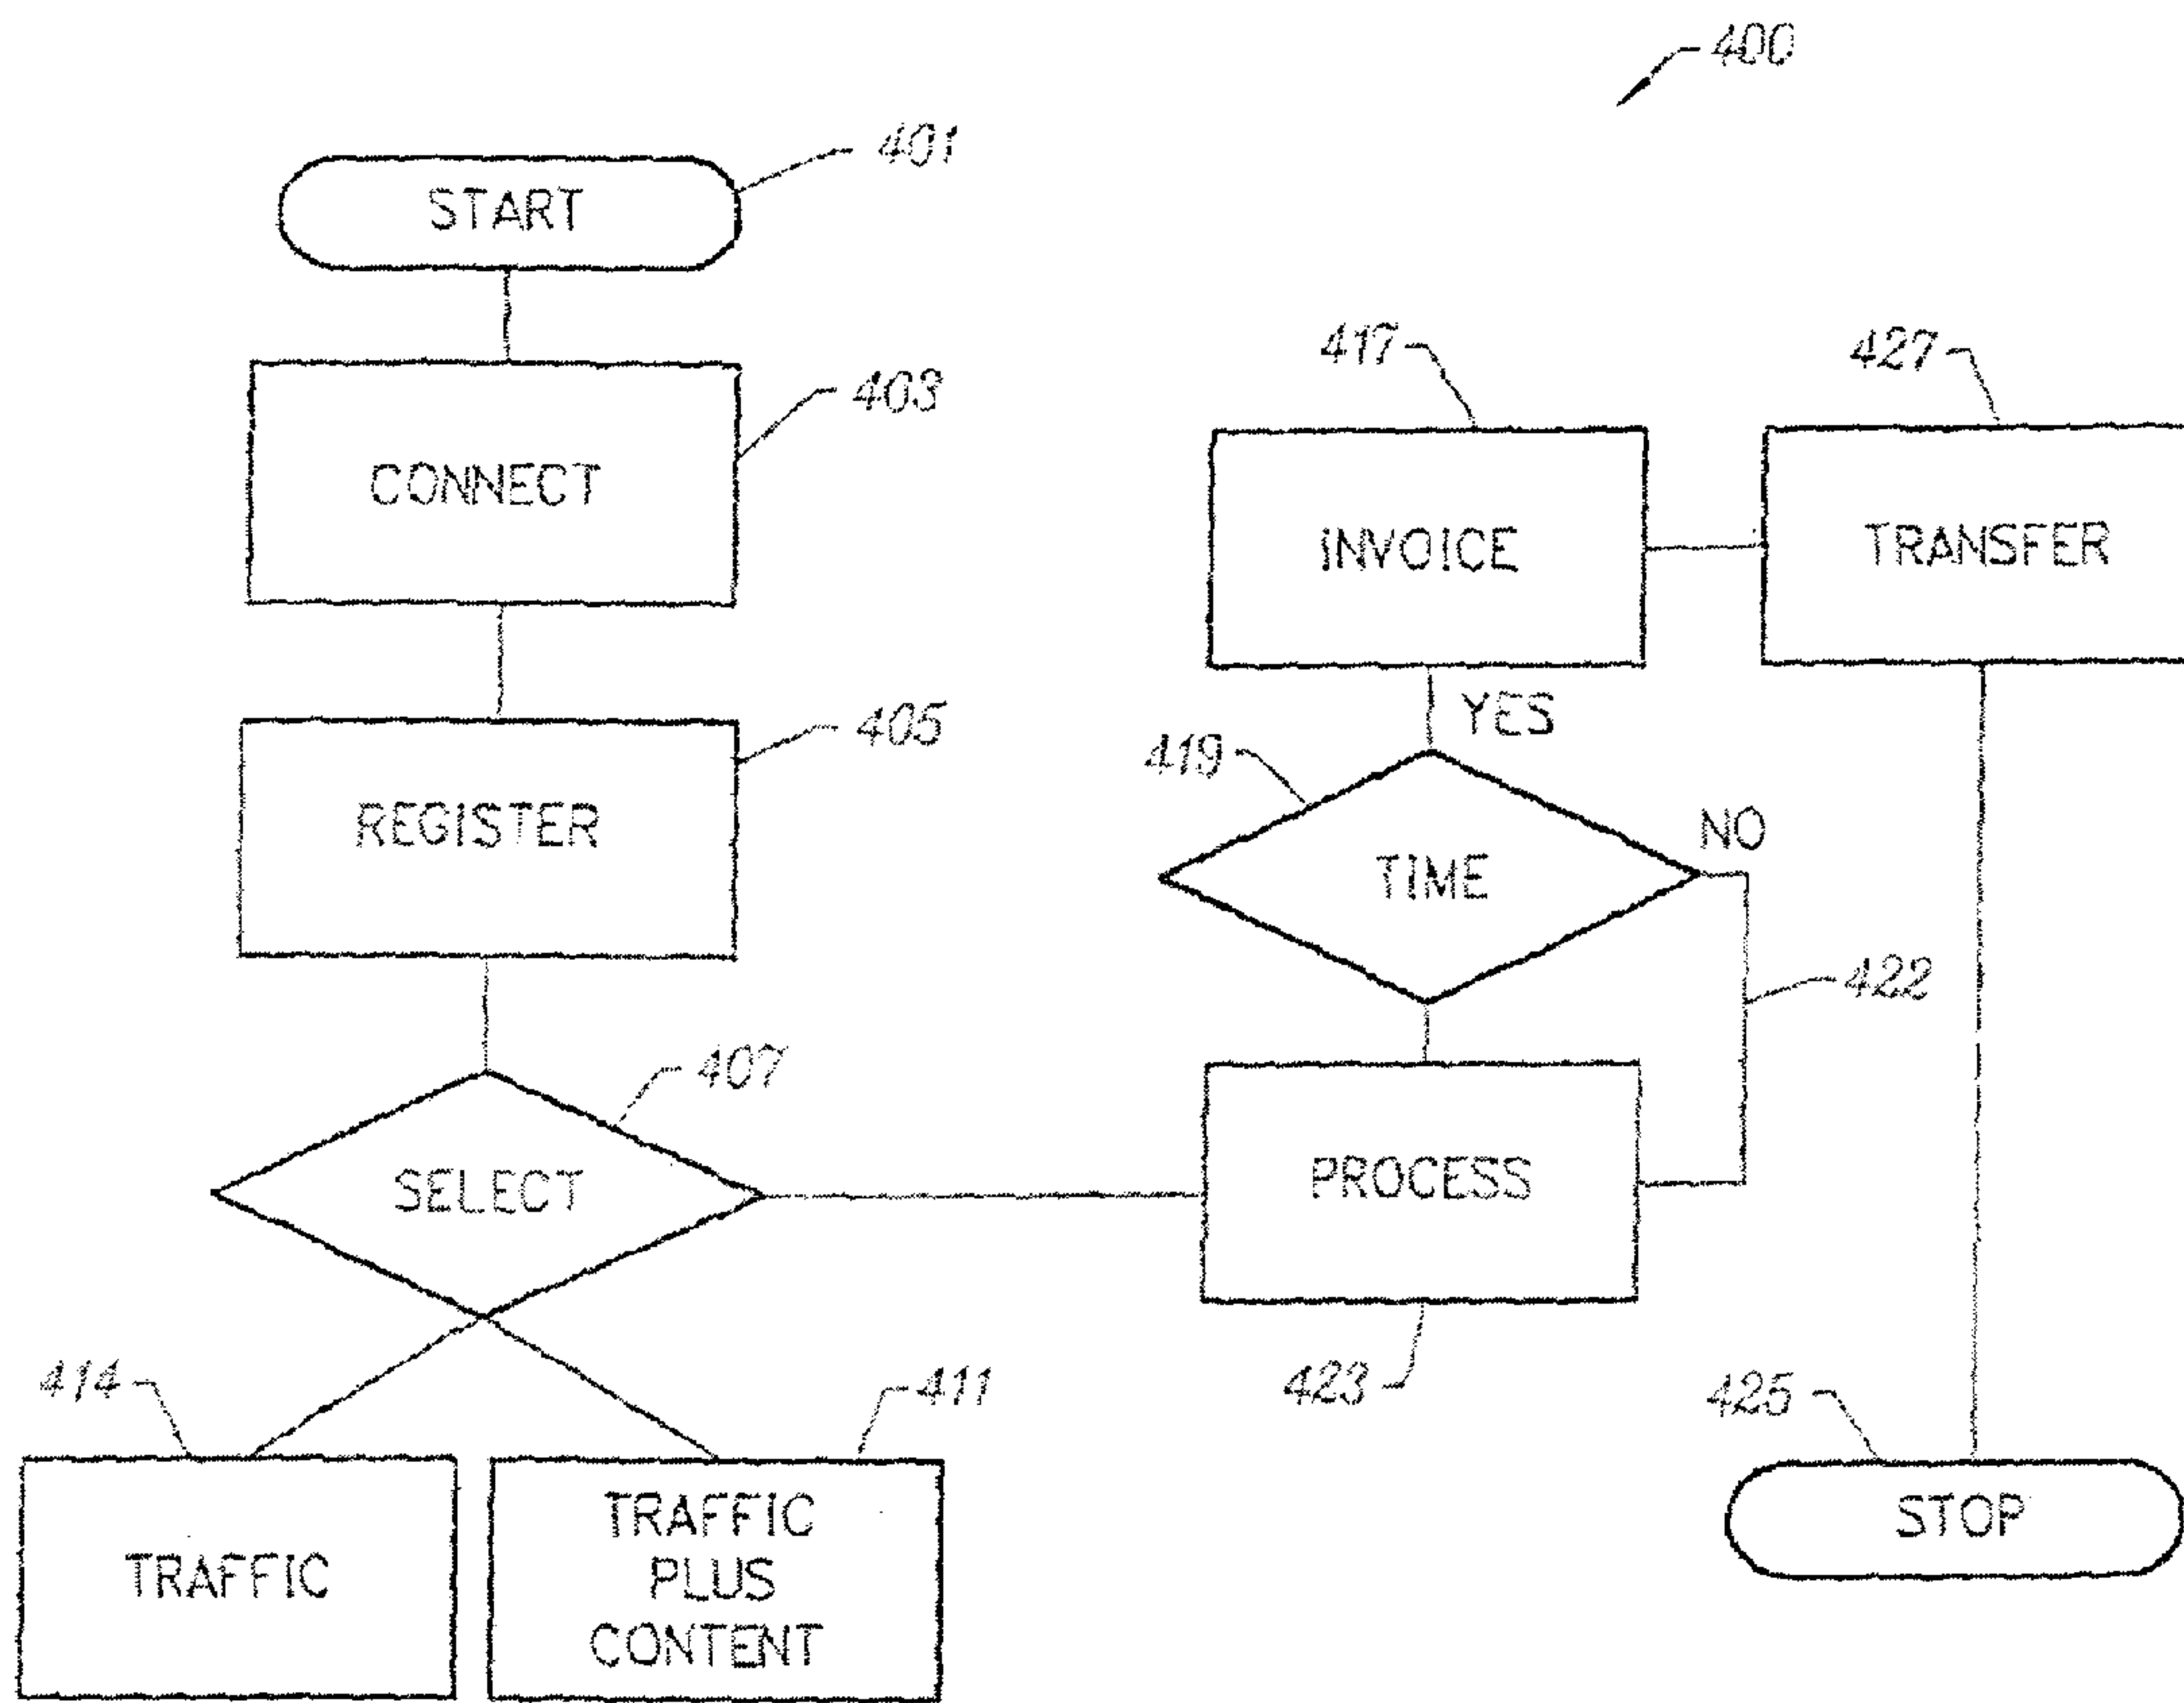 400
401
START
403
CONNECT
405
REGISTER
407
SELECT
414
TRAFFIC
411
TRAFFIC
PLUS
CONTENT
417
INVOICE
427
TRANSFER
YES
419
TIME
NO
422
PROCESS
423
425
STOP